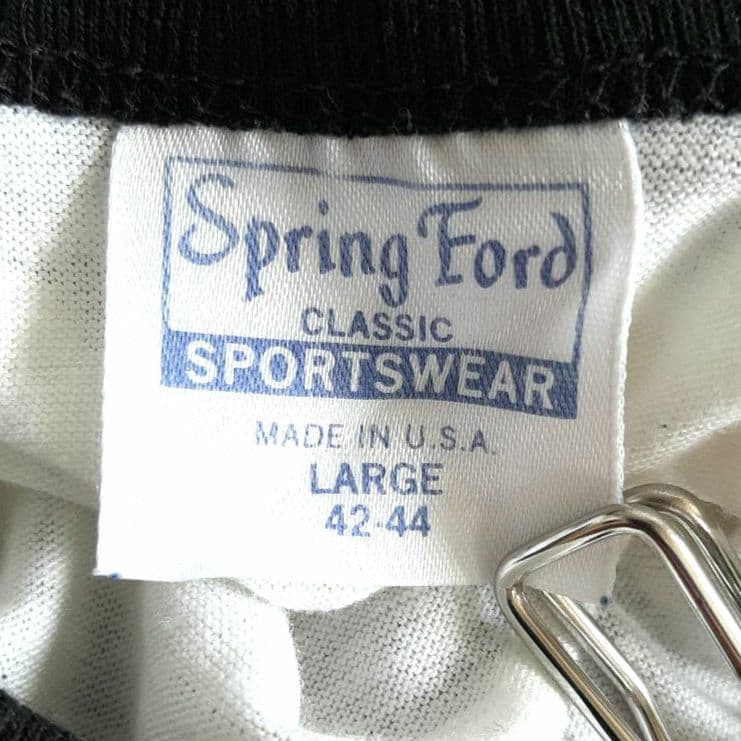 Spring Ford
CLASSIC
SPORTSWEAR
MADE IN U.S.A.
LARGE
42-44